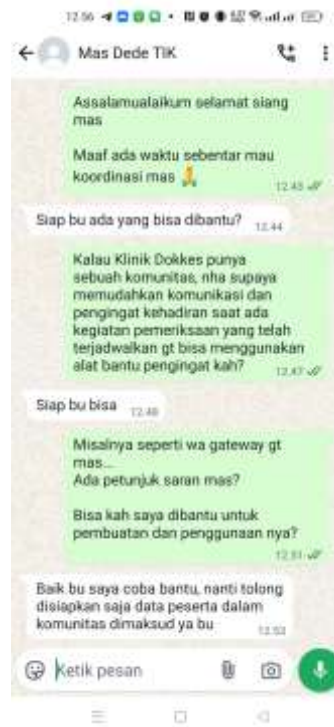 12.56
Mas Dede TIK
Assalamualaikum selamat siang
mas
Maaf ada waktu sebentar mau
koordinasi mas 🙏
12.43
Siap bu ada yang bisa dibantu?
12.44
Kalau Klinik Dokkes punya
sebuah komunitas, nha supaya
memudahkan komunikasi dan
pengingat kehadiran saat ada
kegiatan pemeriksaan yang telah
terjadwalkan gt bisa menggunakan
alat bantu pengingat kah?
12.47
Siap bu bisa
12.48
Misalnya seperti wa gateway gt
mas...
Ada petunjuk saran mas?
Bisa kah saya dibantu untuk
pembuatan dan penggunaan nya?
12.51
Baik bu saya coba bantu, nanti tolong
disiapkan saja data peserta dalam
komunitas dimaksud ya bu
12.53
Ketik pesan